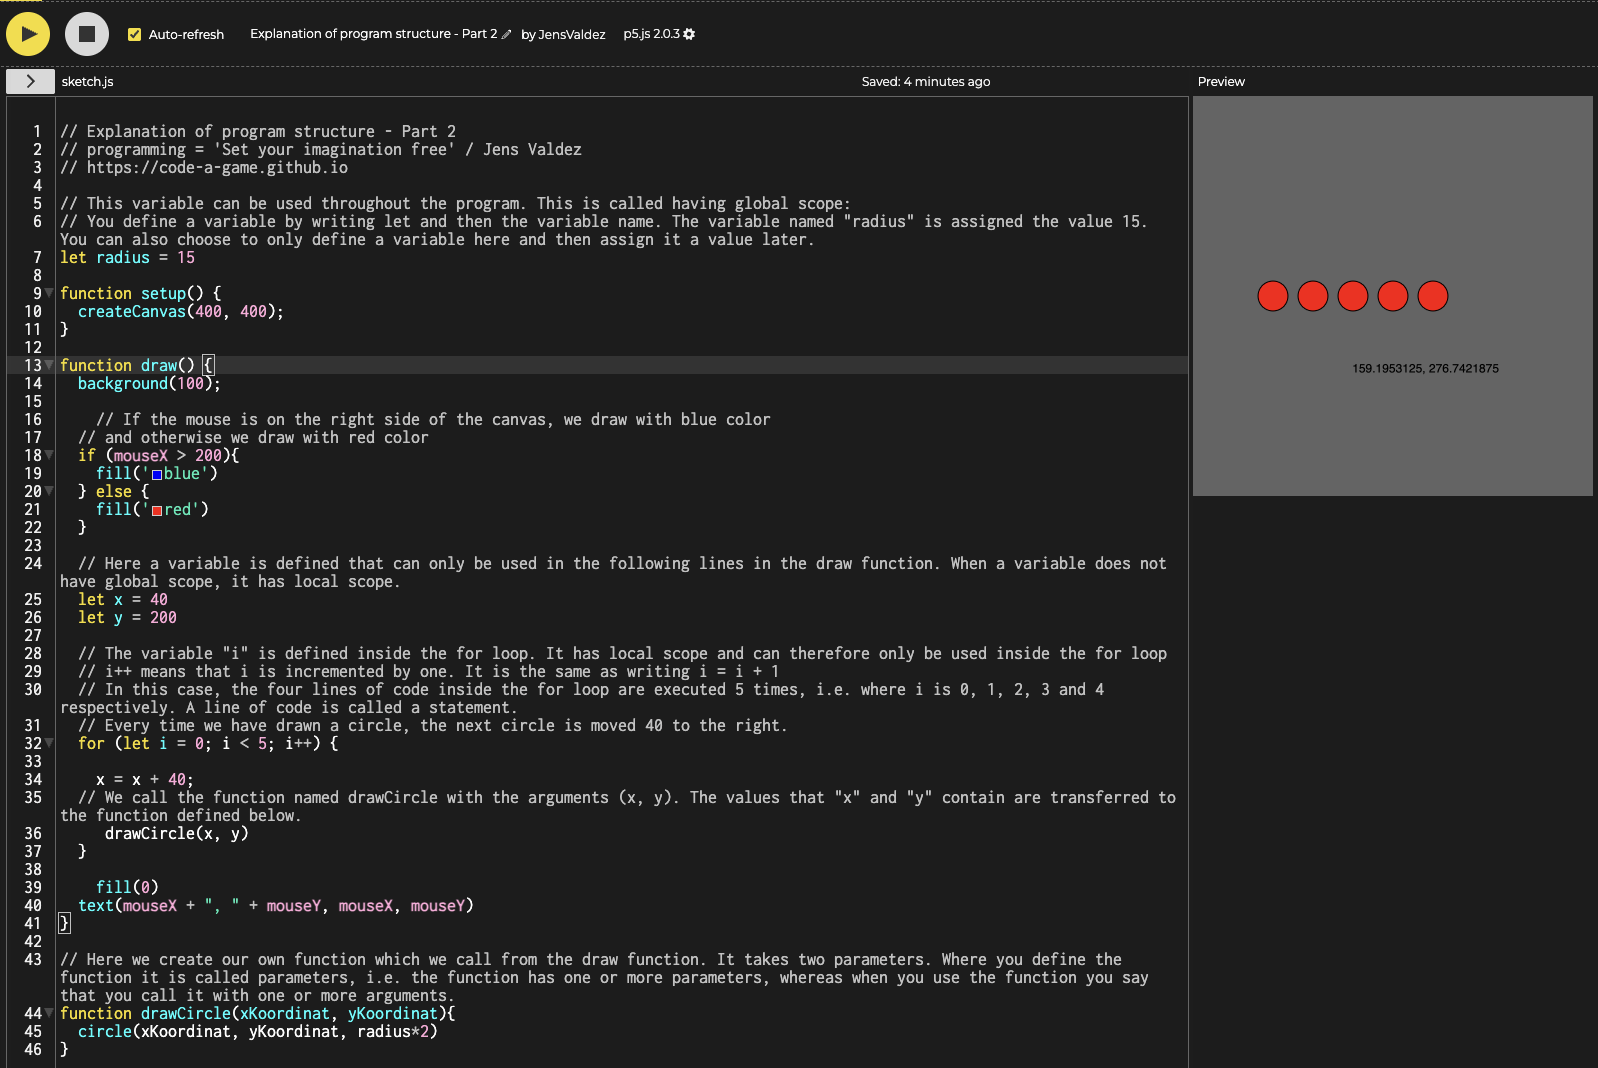 Auto-refresh Explanation of program structure - Part 2 by JensValdez p5.js 2.0.3
sketch.js Saved: 4 minutes ago Preview
1 // Explanation of program structure - Part 2
2 // programming = 'Set your imagination free' / Jens Valdez
3 // https://code-a-game.github.io
4
5 // This variable can be used throughout the program. This is called having global scope:
6 // You define a variable by writing let and then the variable name. The variable named "radius" is assigned the value 15.
You can also choose to only define a variable here and then assign it a value later.
7 let radius = 15
8
9 function setup() {
10   createCanvas(400, 400);
11 }
12
13 function draw() {
14   background(100);
15
16     // If the mouse is on the right side of the canvas, we draw with blue color
17   // and otherwise we draw with red color
18   if (mouseX > 200){
19     fill('blue')
20   } else {
21     fill('red')
22   }
23
24   // Here a variable is defined that can only be used in the following lines in the draw function. When a variable does not
have global scope, it has local scope.
25   let x = 40
26   let y = 200
27
28   // The variable "i" is defined inside the for loop. It has local scope and can therefore only be used inside the for loop
29   // i++ means that i is incremented by one. It is the same as writing i = i + 1
30   // In this case, the four lines of code inside the for loop are executed 5 times, i.e. where i is 0, 1, 2, 3 and 4
respectively. A line of code is called a statement.
31   // Every time we have drawn a circle, the next circle is moved 40 to the right.
32   for (let i = 0; i < 5; i++) {
33
34     x = x + 40;
35   // We call the function named drawCircle with the arguments (x, y). The values that "x" and "y" contain are transferred to
the function defined below.
36      drawCircle(x, y)
37   }
38
39     fill(0)
40   text(mouseX + ", " + mouseY, mouseX, mouseY)
41 }
42
43 // Here we create our own function which we call from the draw function. It takes two parameters. Where you define the
function it is called parameters, i.e. the function has one or more parameters, whereas when you use the function you say
that you call it with one or more arguments.
44 function drawCircle(xKoordinat, yKoordinat){
45   circle(xKoordinat, yKoordinat, radius*2)
46 }
159.1953125, 276.7421875